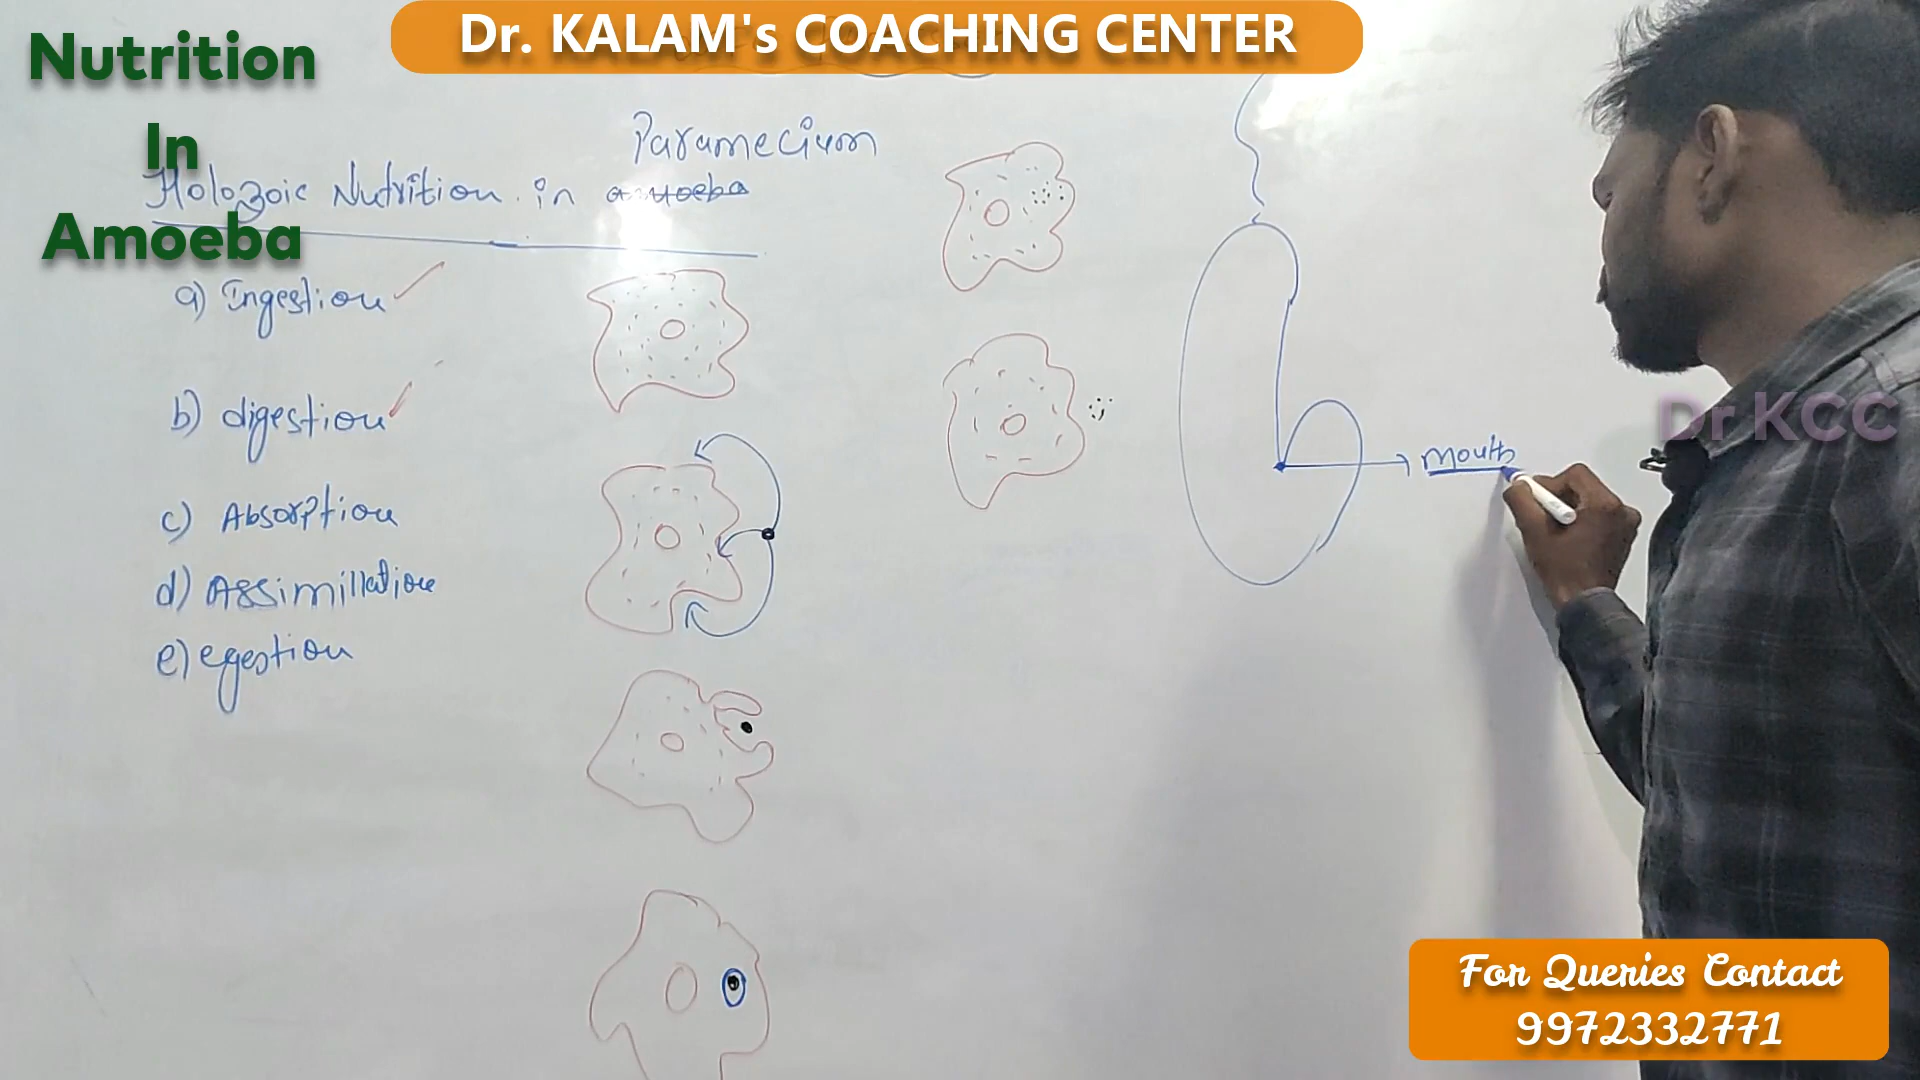 Dr. KALAM's COACHING CENTER
Nutrition
In
Amoeba
Paramecium
Holozoic Nutrition in amoeba
a) Ingestion
b) digestion
c) Absorption
d) Assimillation
e) egestion
mouth
Dr KCC
For Queries Contact
9972332771